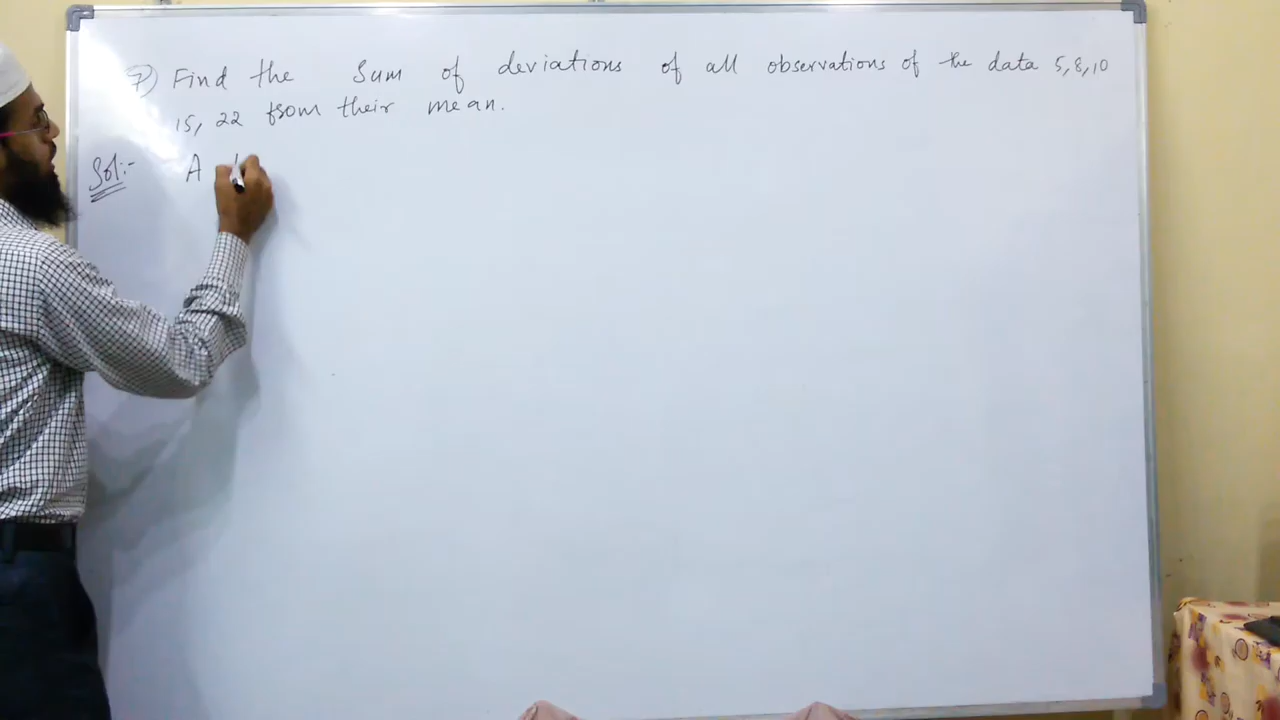 7) Find the Sum of deviations of all observations of the data 5,8,10
15, 22 from their mean.
Sol:- A